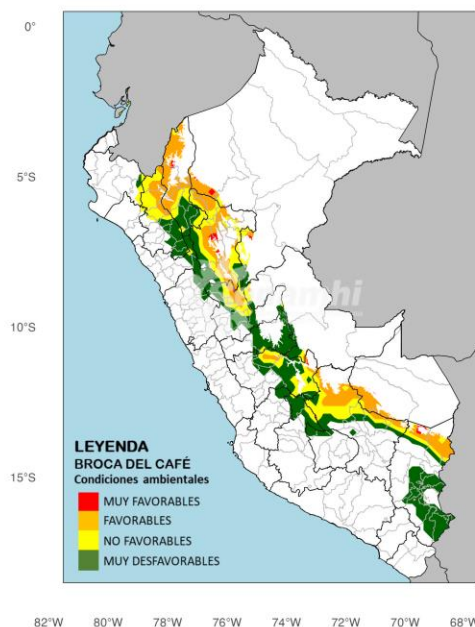 0°
5°S
10°S
15°S
LEYENDA
BROCA DEL CAFÉ
Condiciones ambientales
MUY FAVORABLES
FAVORABLES
NO FAVORABLES
MUY DESFAVORABLES
82°W 80°W 78°W 76°W 74°W 72°W 70°W 68°W